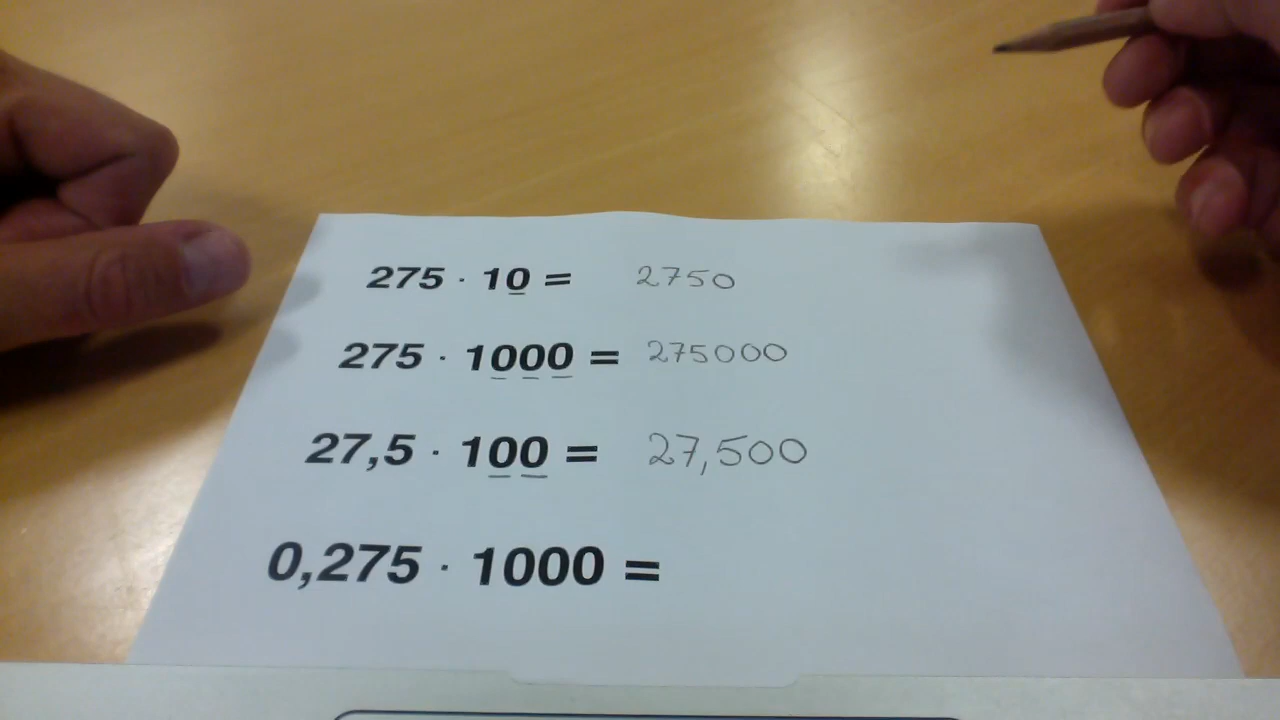 275 · 10 = 2750
275 · 1000 = 275000
27,5 · 100 = 27,500
0,275 · 1000 =